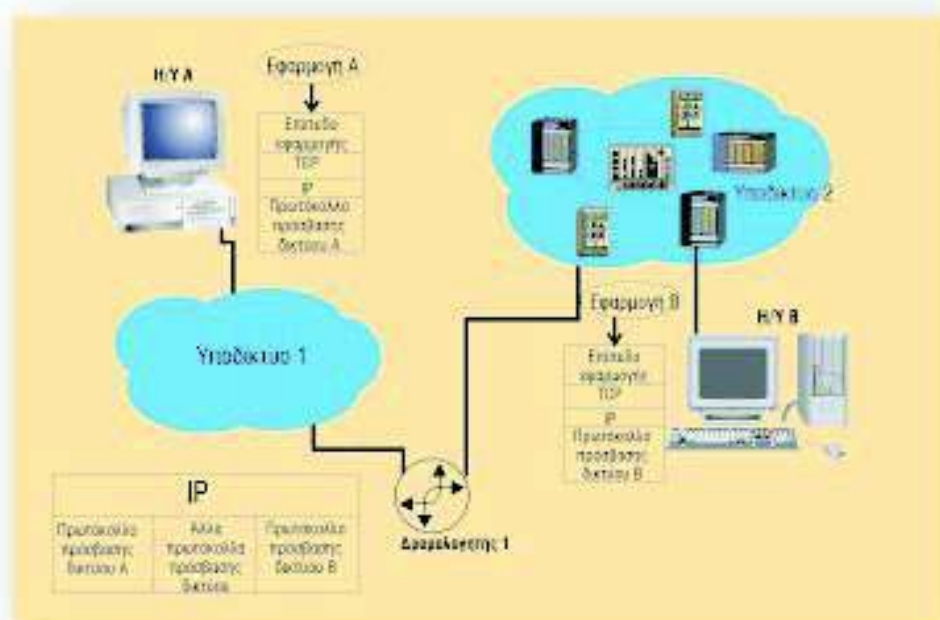 Η/Υ Α
Εφαρμογή Α
Επίπεδο
εφαρμογής
TCP
IP
Πρωτόκολλο
πρόσβασης
δικτύου Α
Υποδίκτυο 2
Υποδίκτυο 1
Εφαρμογή Β
Η/Υ Β
Επίπεδο
εφαρμογής
TCP
IP
Πρωτόκολλο
πρόσβασης
δικτύου Β
IP
Πρωτόκολλο
πρόσβασης
δικτύου Α
Άλλα
πρωτόκολλα
πρόσβασης
δικτύου
Πρωτόκολλο
πρόσβασης
δικτύου Β
Δρομολογητής 1